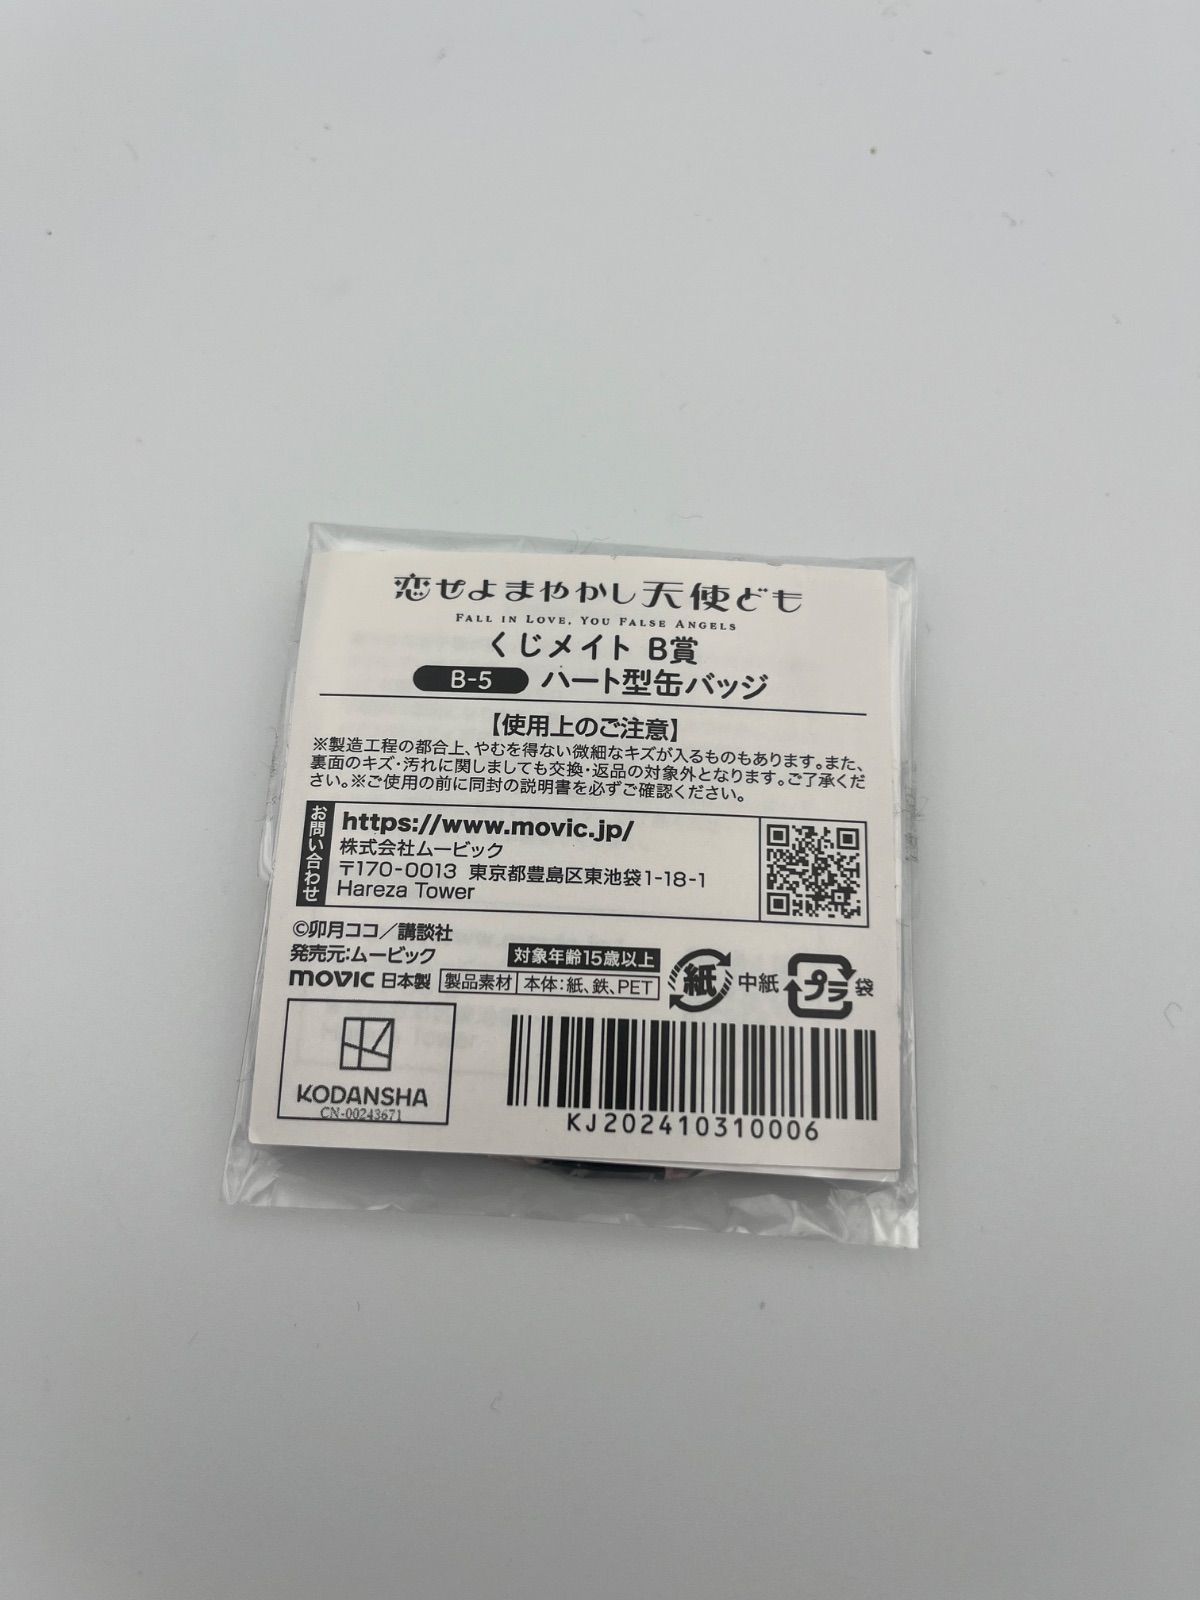 恋せよまやかし天使ども
FALL IN LOVE, YOU FALSE ANGELS
くじメイト B賞
B-5 ハート型缶バッジ
【使用上のご注意】
※製造工程の都合上、やむを得ない微細なキズが入るものもあります。また、
裏面のキズ・汚れに関しましても交換・返品の対象外となります。ご了承くだ
さい。※ご使用の前に同封の説明書を必ずご確認ください。
お問い合わせ
https://www.movic.jp/
株式会社ムービック
〒170-0013 東京都豊島区東池袋1-18-1
Hareza Tower
©卯月ココ／講談社
発売元:ムービック
対象年齢15歳以上
movic 日本製
製品素材 本体:紙、鉄、PET
紙 中紙
プラ 袋
KODANSHA
CN-00243671
KJ202410310006